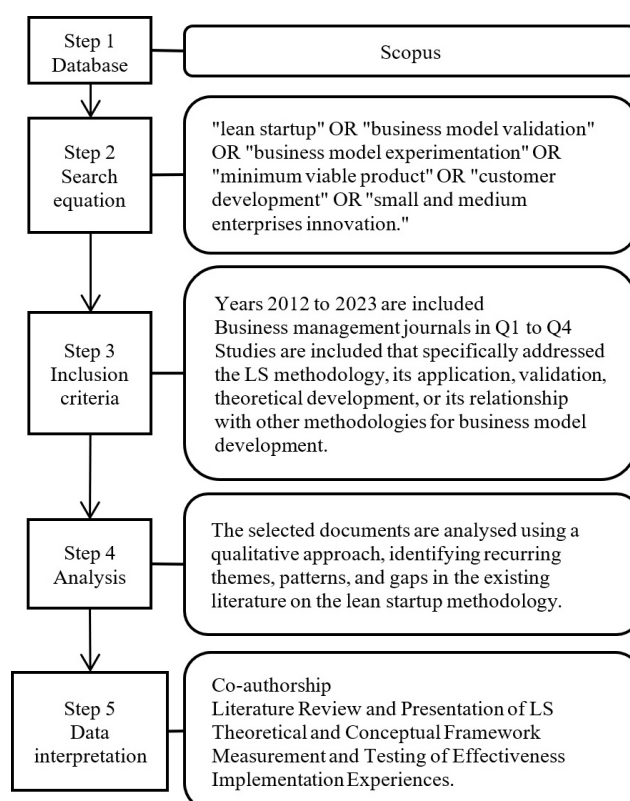 Step 1
Database
Scopus
Step 2
Search
equation
"lean startup" OR "business model validation"
OR "business model experimentation" OR
"minimum viable product" OR "customer
development" OR "small and medium
enterprises innovation."
Step 3
Inclusion
criteria
Years 2012 to 2023 are included
Business management journals in Q1 to Q4
Studies are included that specifically addressed
the LS methodology, its application, validation,
theoretical development, or its relationship
with other methodologies for business model
development.
Step 4
Analysis
The selected documents are analysed using a
qualitative approach, identifying recurring
themes, patterns, and gaps in the existing
literature on the lean startup methodology.
Step 5
Data
interpretation
Co-authorship
Literature Review and Presentation of LS
Theoretical and Conceptual Framework
Measurement and Testing of Effectiveness
Implementation Experiences.